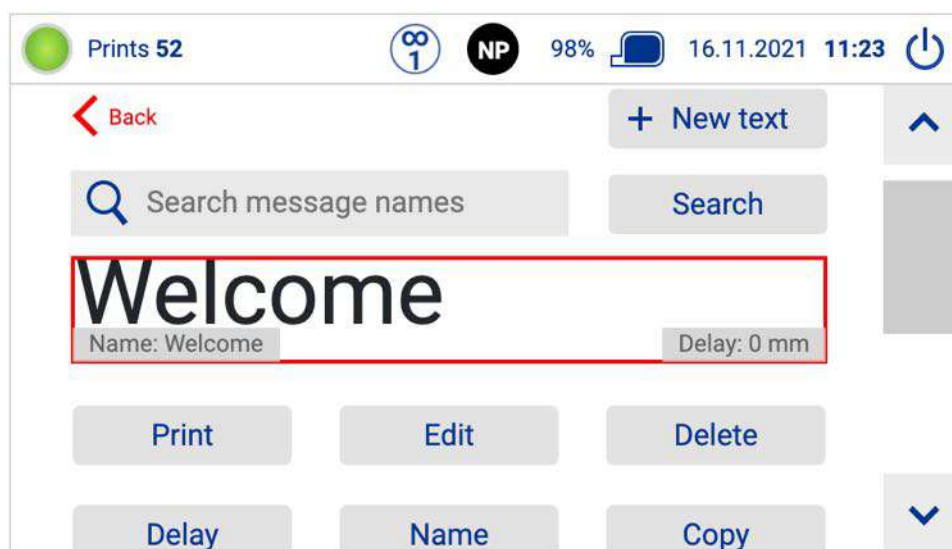 Prints 52 ∞ 1 NP 98% 16.11.2021 11:23
Back + New text
Search message names Search
Welcome
Name: Welcome Delay: 0 mm
Print Edit Delete
Delay Name Copy